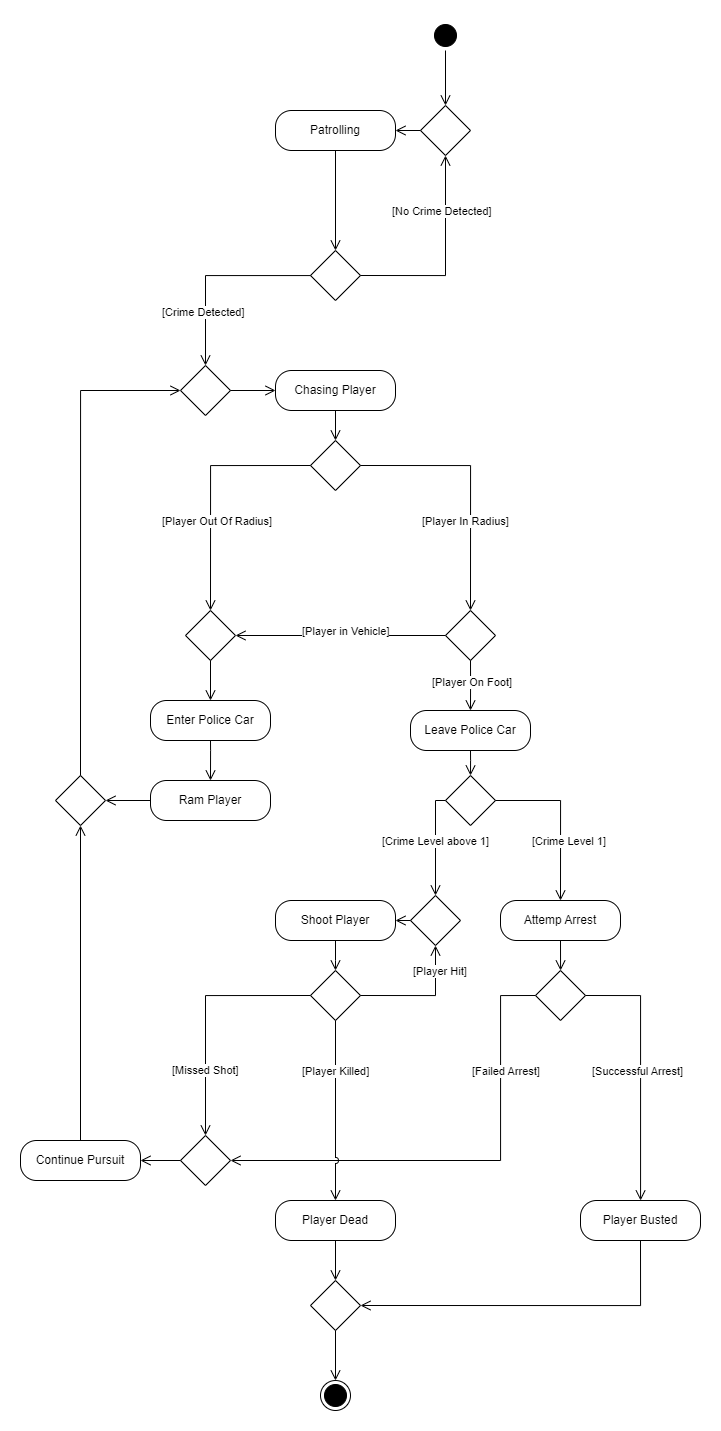 Patrolling
[No Crime Detected]
[Crime Detected]
Chasing Player
[Player Out Of Radius]
[Player In Radius]
[Player in Vehicle]
[Player On Foot]
Enter Police Car
Leave Police Car
Ram Player
[Crime Level above 1]
[Crime Level 1]
Shoot Player
Attemp Arrest
[Player Hit]
[Missed Shot]
[Player Killed]
[Failed Arrest]
[Successful Arrest]
Continue Pursuit
Player Dead
Player Busted